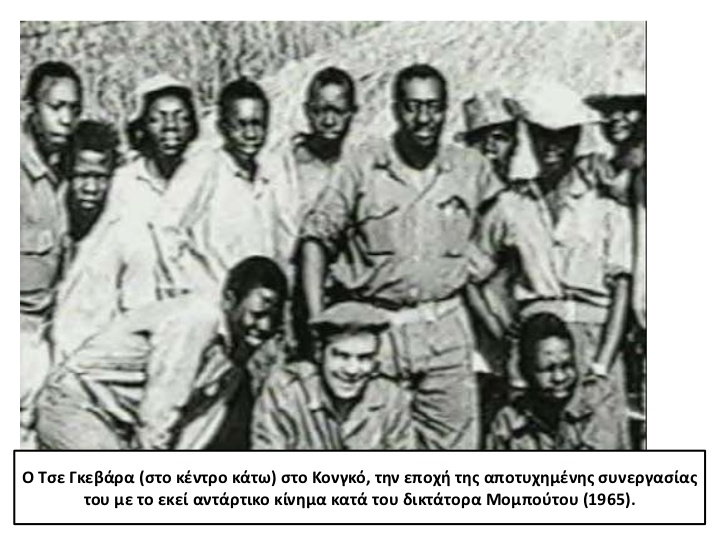 Ο Τσε Γκεβάρα (στο κέντρο κάτω) στο Κονγκό, την εποχή της αποτυχημένης συνεργασίας
του με το εκεί αντάρτικο κίνημα κατά του δικτάτορα Μομπούτου (1965).